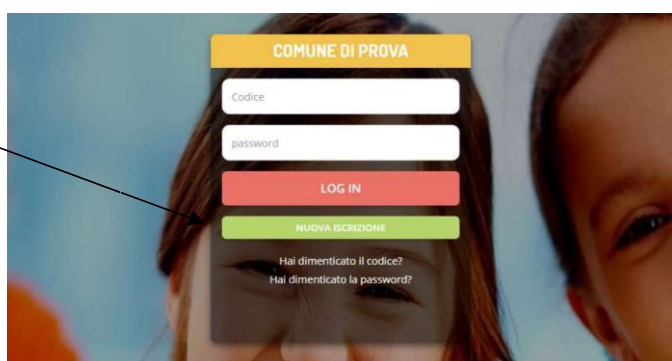 COMUNE DI PROVA
Codice
password
LOG IN
NUOVA ISCRIZIONE
Hai dimenticato il codice?
Hai dimenticato la password?